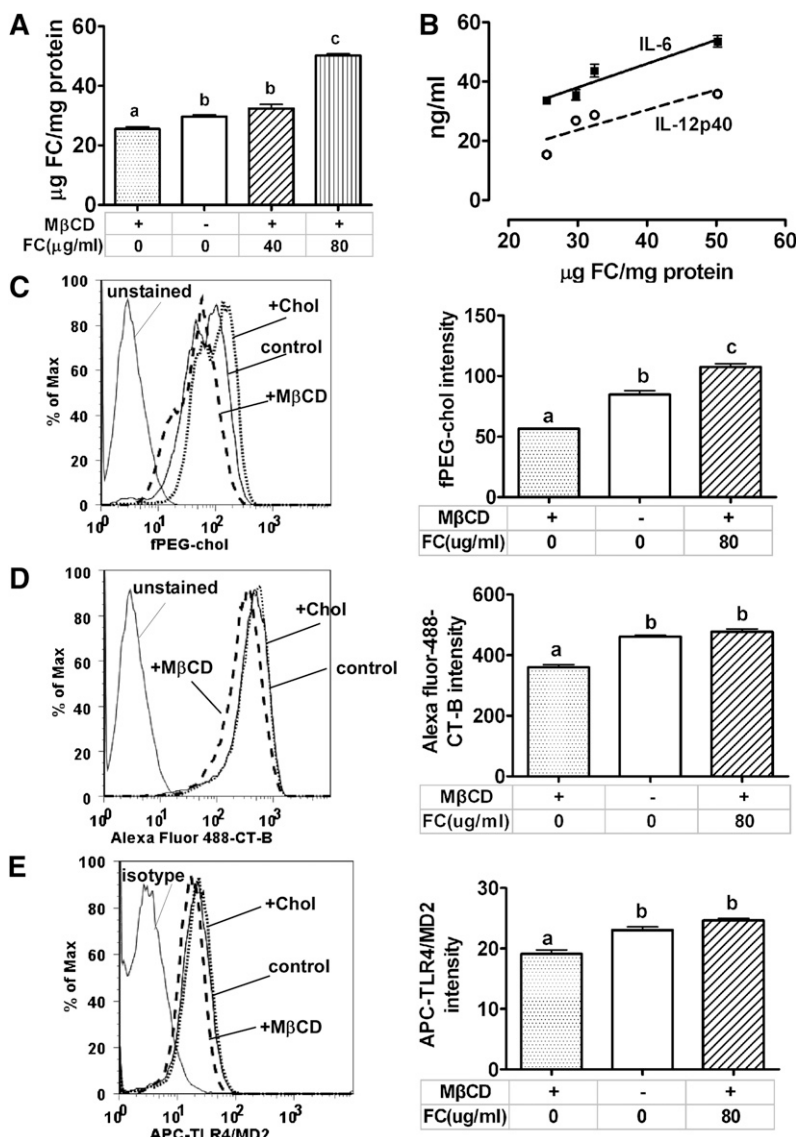 A
µg FC/mg protein
60
40
20
0
a
b
b
c
MβCD + - + +
FC(µg/ml) 0 0 40 80
B
ng/ml
60
40
20
0
IL-6
IL-12p40
20 30 40 50 60
µg FC/mg protein
C
% of Max
100
80
60
40
20
0
unstained
+Chol
control
+MβCD
10^0 10^1 10^2 10^3
fPEG-chol
fPEG-chol intensity
150
100
50
0
a
b
c
MβCD + - +
FC(ug/ml) 0 0 80
D
% of Max
100
80
60
40
20
0
unstained
+Chol
+MβCD
control
10^0 10^1 10^2 10^3
Alexa Fluor 488-CT-B
Alexa fluor-488-
CT-B intensity
600
400
200
0
a
b
b
MβCD + - +
FC(ug/ml) 0 0 80
E
% of Max
100
80
60
40
20
0
isotype
+Chol
control
+MβCD
10^0 10^1 10^2 10^3
APC-TLR4/MD2
APC-TLR4/MD2
intensity
30
20
10
0
a
b
b
MβCD + - +
FC(ug/ml) 0 0 80